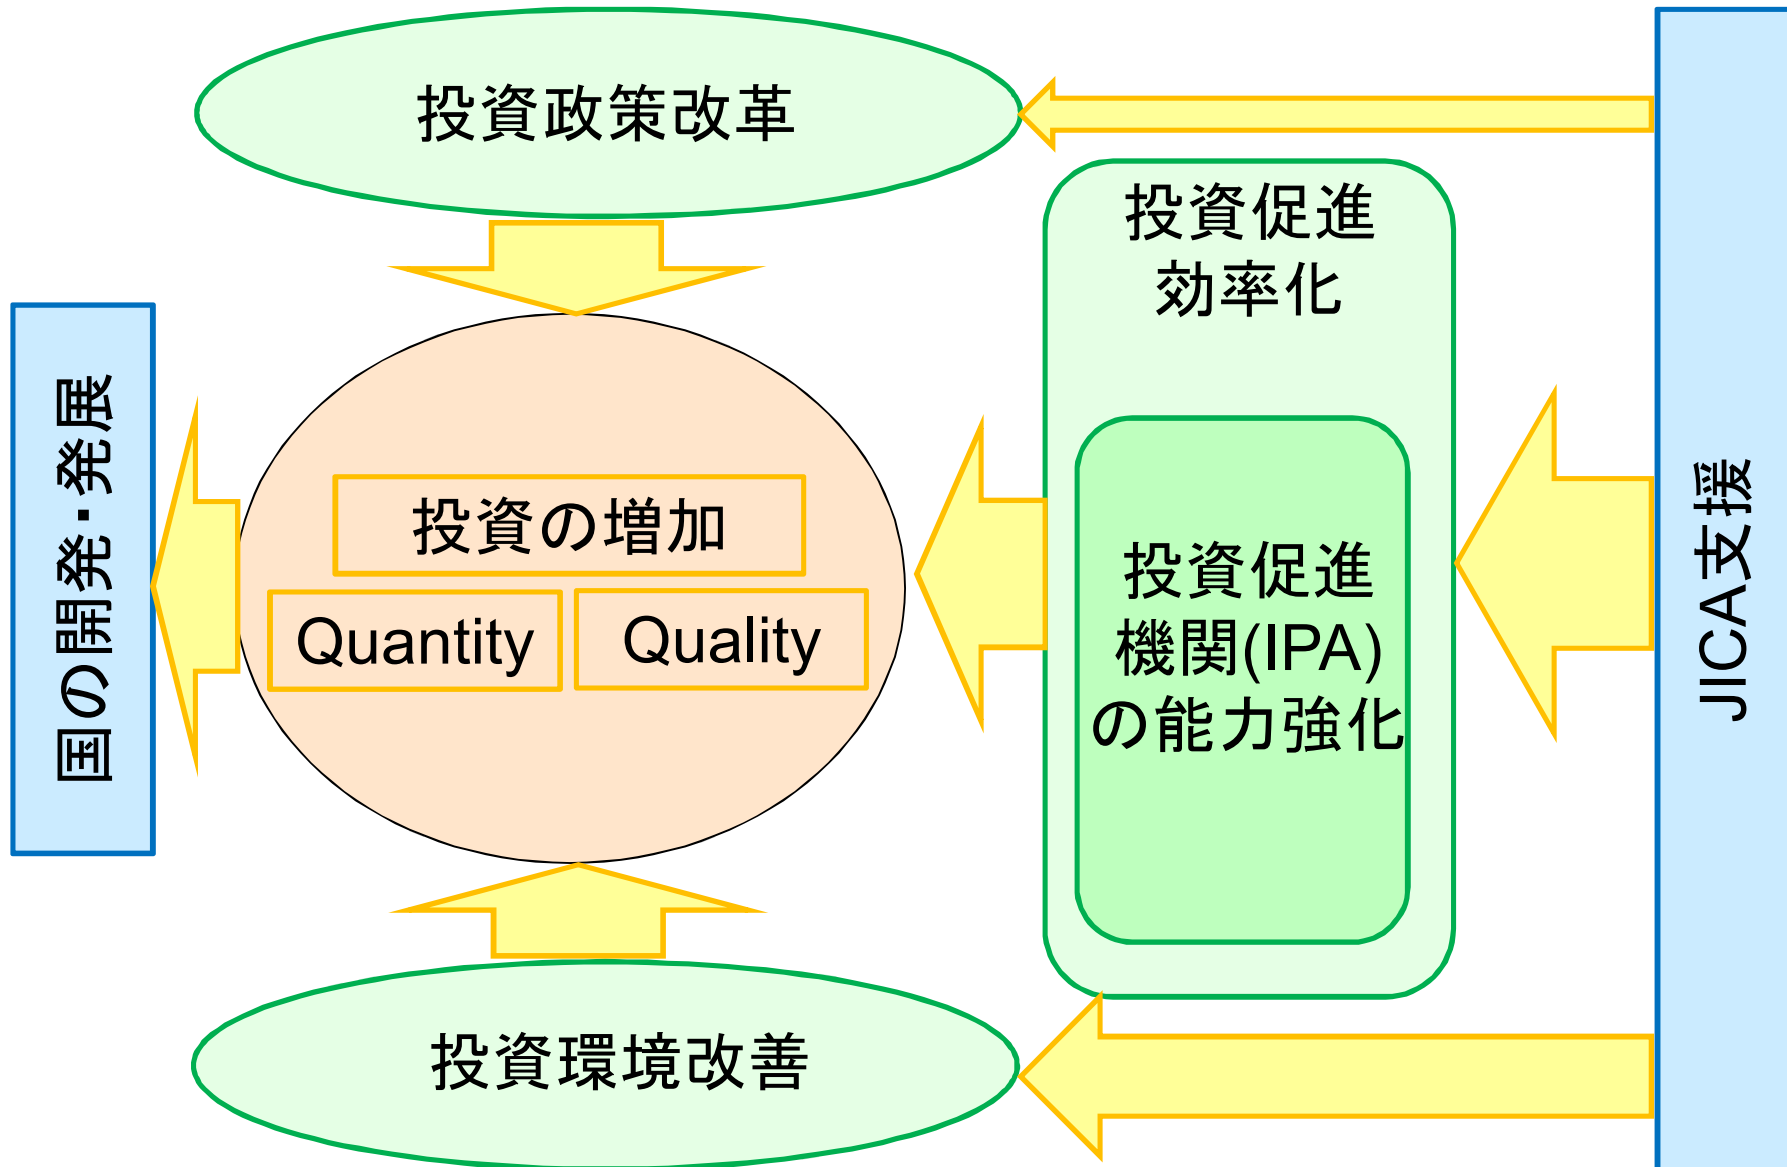 投資政策改革
投資促進
効率化
国の開発・発展
投資の増加
Quantity
Quality
投資促進
機関(IPA)
の能力強化
JICA支援
投資環境改善